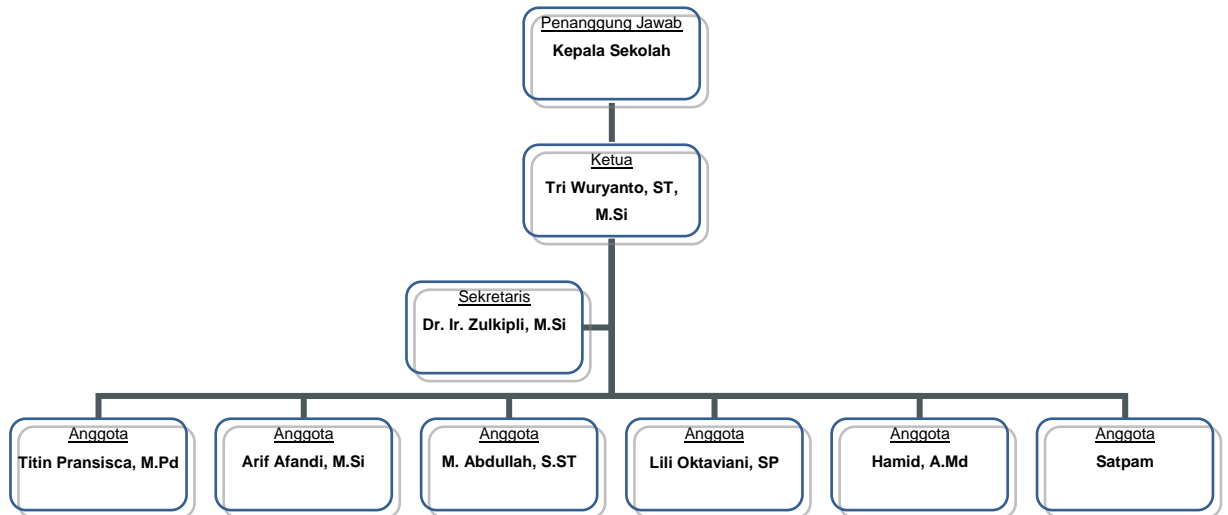 Penanggung Jawab
Kepala Sekolah
Ketua
Tri Wuryanto, ST,
M.Si
Sekretaris
Dr. Ir. Zulkipli, M.Si
Anggota
Titin Pransisca, M.Pd
Anggota
Arif Afandi, M.Si
Anggota
M. Abdullah, S.ST
Anggota
Lili Oktaviani, SP
Anggota
Hamid, A.Md
Anggota
Satpam